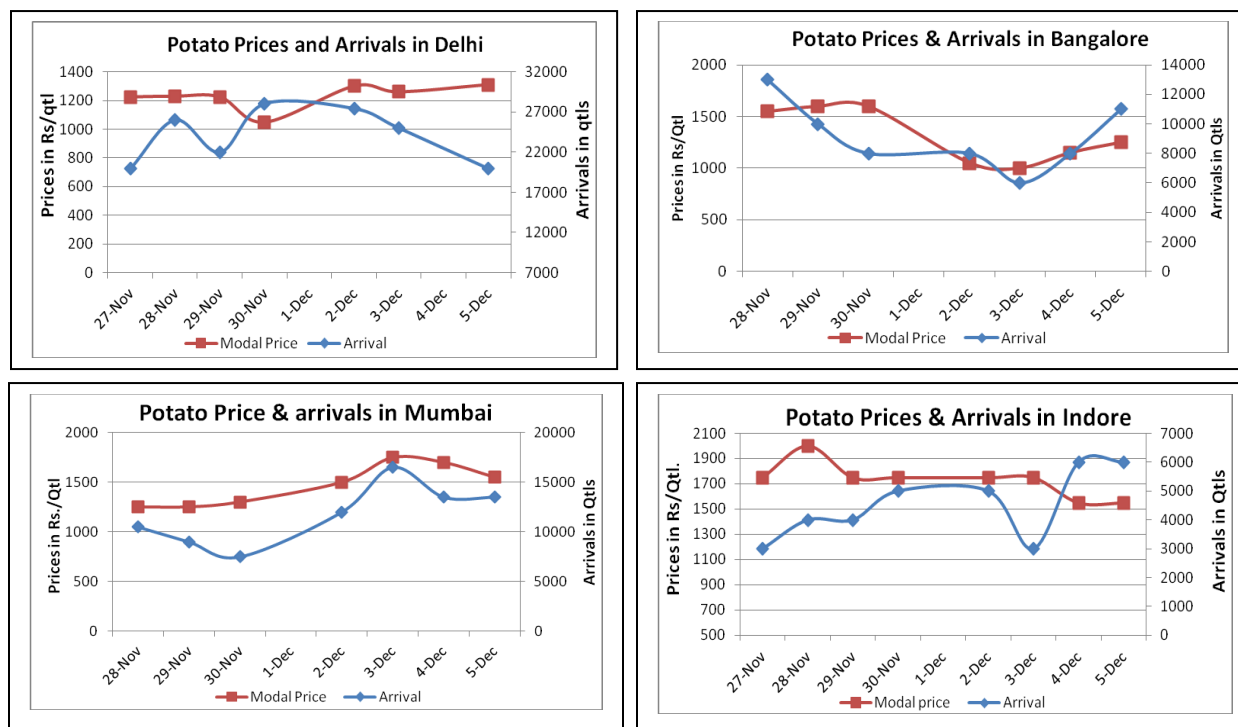 Potato Prices and Arrivals in Delhi
Prices in Rs/qtl
1400
1200
1000
800
600
400
200
0
32000
27000
22000
17000
12000
7000
Arrivals in qtls
27-Nov 28-Nov 29-Nov 30-Nov 1-Dec 2-Dec 3-Dec 4-Dec 5-Dec
Modal Price Arrival
Potato Prices & Arrivals in Bangalore
Prices in Rs/Qtl
2000
1500
1000
500
0
14000
12000
10000
8000
6000
4000
2000
0
Arrivals in Qtls
28-Nov 29-Nov 30-Nov 1-Dec 2-Dec 3-Dec 4-Dec 5-Dec
Modal Price Arrival
Potato Price & arrivals in Mumbai
Prices in Rs./Qtl
2000
1500
1000
500
0
20000
15000
10000
5000
0
Arrivals in Qtls
28-Nov 29-Nov 30-Nov 1-Dec 2-Dec 3-Dec 4-Dec 5-Dec
Modal Price Arrival
Potato Prices & Arrivals in Indore
Prices in Rs/Qtl.
2100
1900
1700
1500
1300
1100
900
700
500
7000
6000
5000
4000
3000
2000
1000
0
Arrivals in Qtls
27-Nov 28-Nov 29-Nov 30-Nov 1-Dec 2-Dec 3-Dec 4-Dec 5-Dec
Modal price Arrival